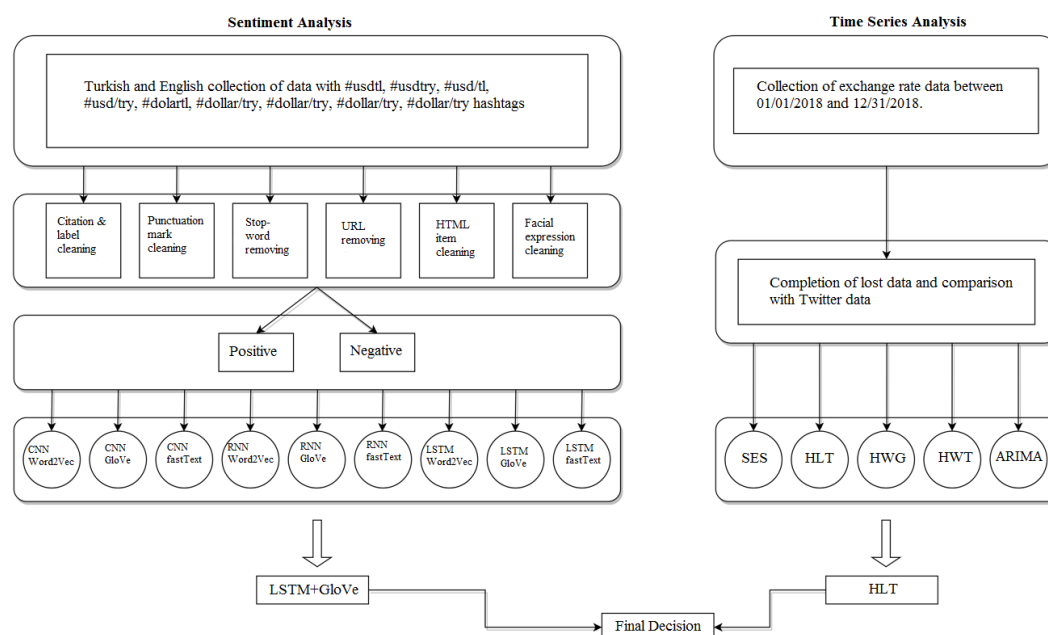 Sentiment Analysis
Turkish and English collection of data with #usdtl, #usdtry, #usd/tl,
#usd/try, #dolartl, #dollar/try, #dollar/try, #dollar/try, #dollar/try hashtags
Citation &
label
cleaning
Punctuation
mark
cleaning
Stop-
word
removing
URL
removing
HTML
item
cleaning
Facial
expression
cleaning
Positive
Negative
CNN
Word2Vec
CNN
GloVe
CNN
fastText
RNN
Word2Vec
RNN
GloVe
RNN
fastText
LSTM
Word2Vec
LSTM
GloVe
LSTM
fastText
LSTM+GloVe
Time Series Analysis
Collection of exchange rate data between
01/01/2018 and 12/31/2018.
Completion of lost data and comparison
with Twitter data
SES
HLT
HWG
HWT
ARIMA
HLT
Final Decision